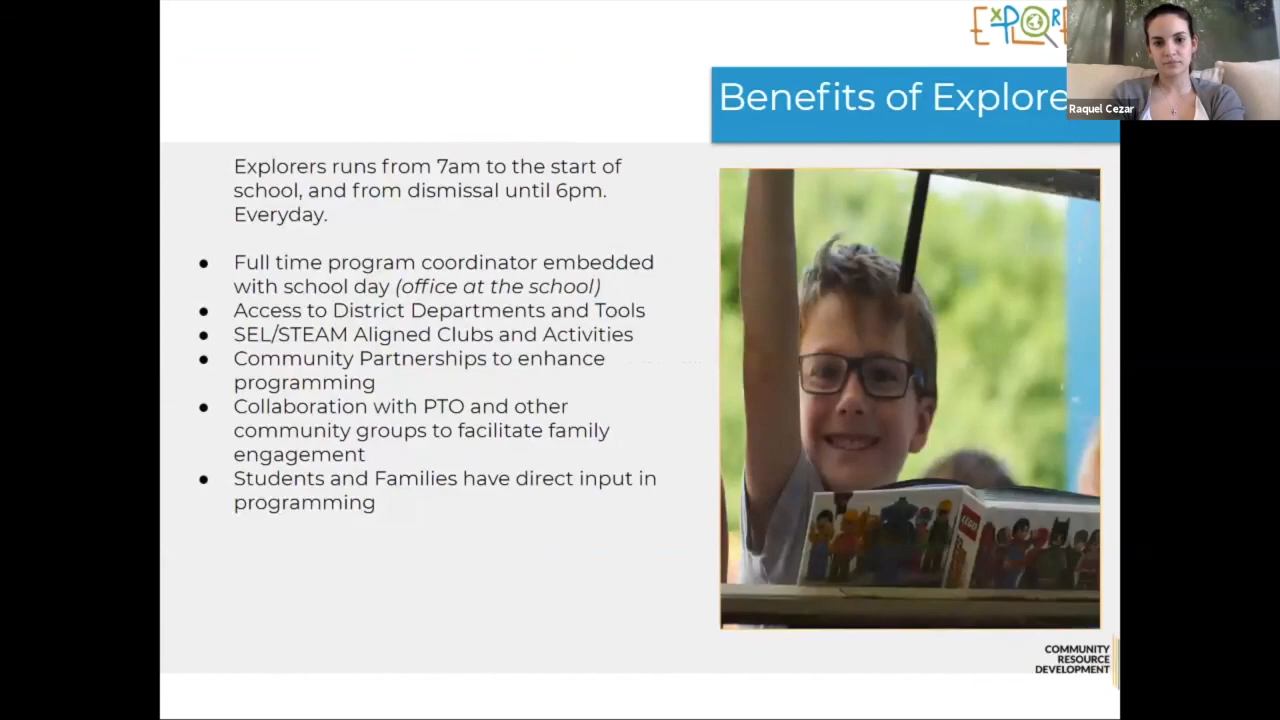 EXPLOR
Benefits of Explore
Raquel Cezar
Explorers runs from 7am to the start of
school, and from dismissal until 6pm.
Everyday.
● Full time program coordinator embedded
with school day (office at the school)
● Access to District Departments and Tools
● SEL/STEAM Aligned Clubs and Activities
● Community Partnerships to enhance
programming
● Collaboration with PTO and other
community groups to facilitate family
engagement
● Students and Families have direct input in
programming
LEGO
COMMUNITY
RESOURCE
DEVELOPMENT